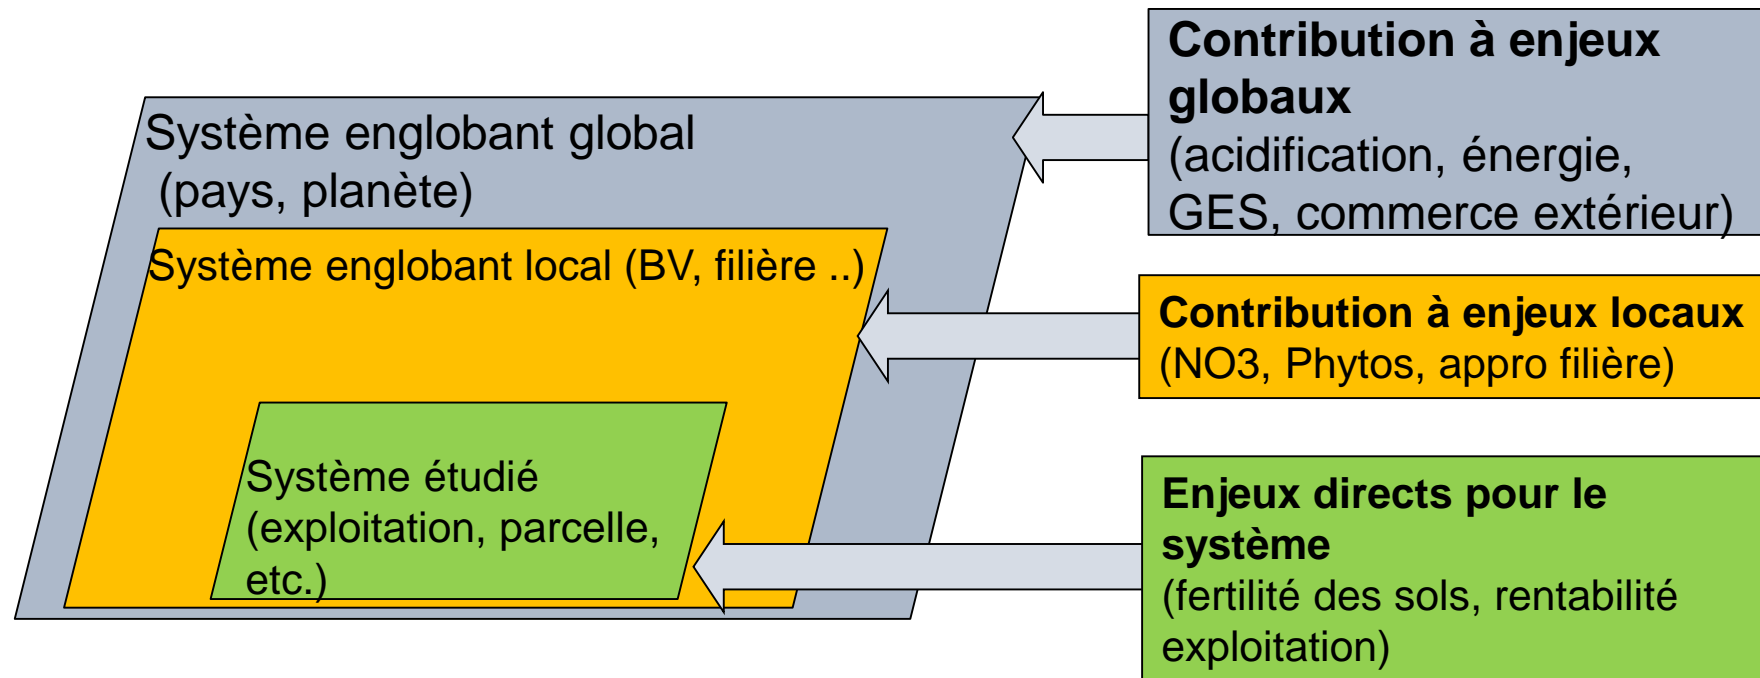 Système englobant global
(pays, planète)
Système englobant local (BV, filière ..)
Système étudié
(exploitation, parcelle,
etc.)
Contribution à enjeux
globaux
(acidification, énergie,
GES, commerce extérieur)
Contribution à enjeux locaux
(NO3, Phytos, appro filière)
Enjeux directs pour le
système
(fertilité des sols, rentabilité
exploitation)